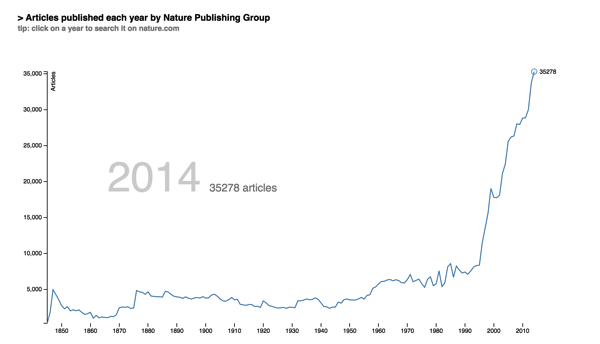 > Articles published each year by Nature Publishing Group
tip: click on a year to search it on nature.com
Articles
35,000
30,000
25,000
20,000
15,000
10,000
5,000
35278
2014 35278 articles
1850 1860 1870 1880 1890 1900 1910 1920 1930 1940 1950 1960 1970 1980 1990 2000 2010